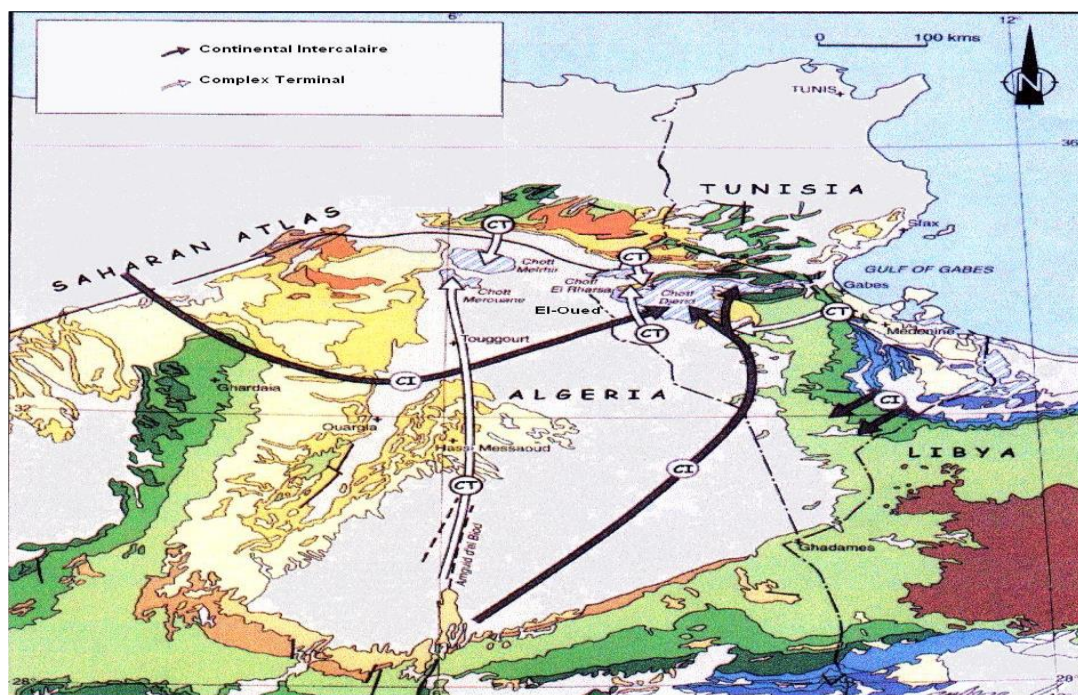 6°
12°
Continental Intercalaire
Complex Terminal
0 100 kms
N
TUNIS
36
TUNISIA
SAHARAN ATLAS
CT
Chott
Melrhir
CT
Sfax
GULF OF GABES
Chott
Merouane
Chott
El Rharsa
Chott
Djerid
Gabes
El-Oued
CT
CT
Medenine
Touggourt
CI
Ghardaia
ALGERIA
CI
32
Ouargla
Hassi Messaoud
LIBYA
CI
CT
Amguid d'al Biod
Ghadames
28°
28°